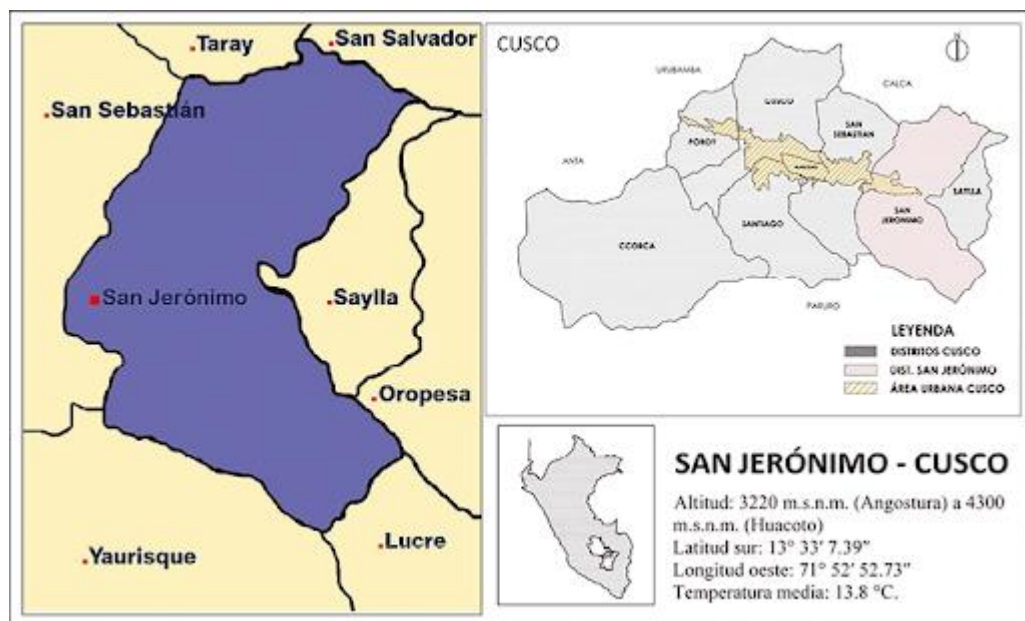 Taray
San Salvador
San Sebastián
San Jerónimo
Saylla
Oropesa
Yaurisque
Lucre
CUSCO
N
URUBAMBA
CALCA
CUSCO
SAN
SEBASTIAN
POROY
ANTA
SAYLLA
SAN
JERONIMO
SANTIAGO
CCORCA
PARURO
LEYENDA
DISTRITOS CUSCO
DIST. SAN JERÓNIMO
ÁREA URBANA CUSCO
SAN JERÓNIMO - CUSCO
Altitud: 3220 m.s.n.m. (Angostura) a 4300
m.s.n.m. (Huacoto)
Latitud sur: 13° 33′ 7.39″
Longitud oeste: 71° 52′ 52.73″
Temperatura media: 13.8 °C.